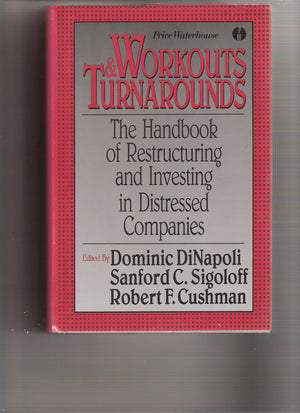 Price Waterhouse
WORKOUTS
& TURNAROUNDS
The Handbook
of Restructuring
and Investing
in Distressed
Companies
Edited By Dominic DiNapoli
Sanford C. Sigoloff
Robert F. Cushman